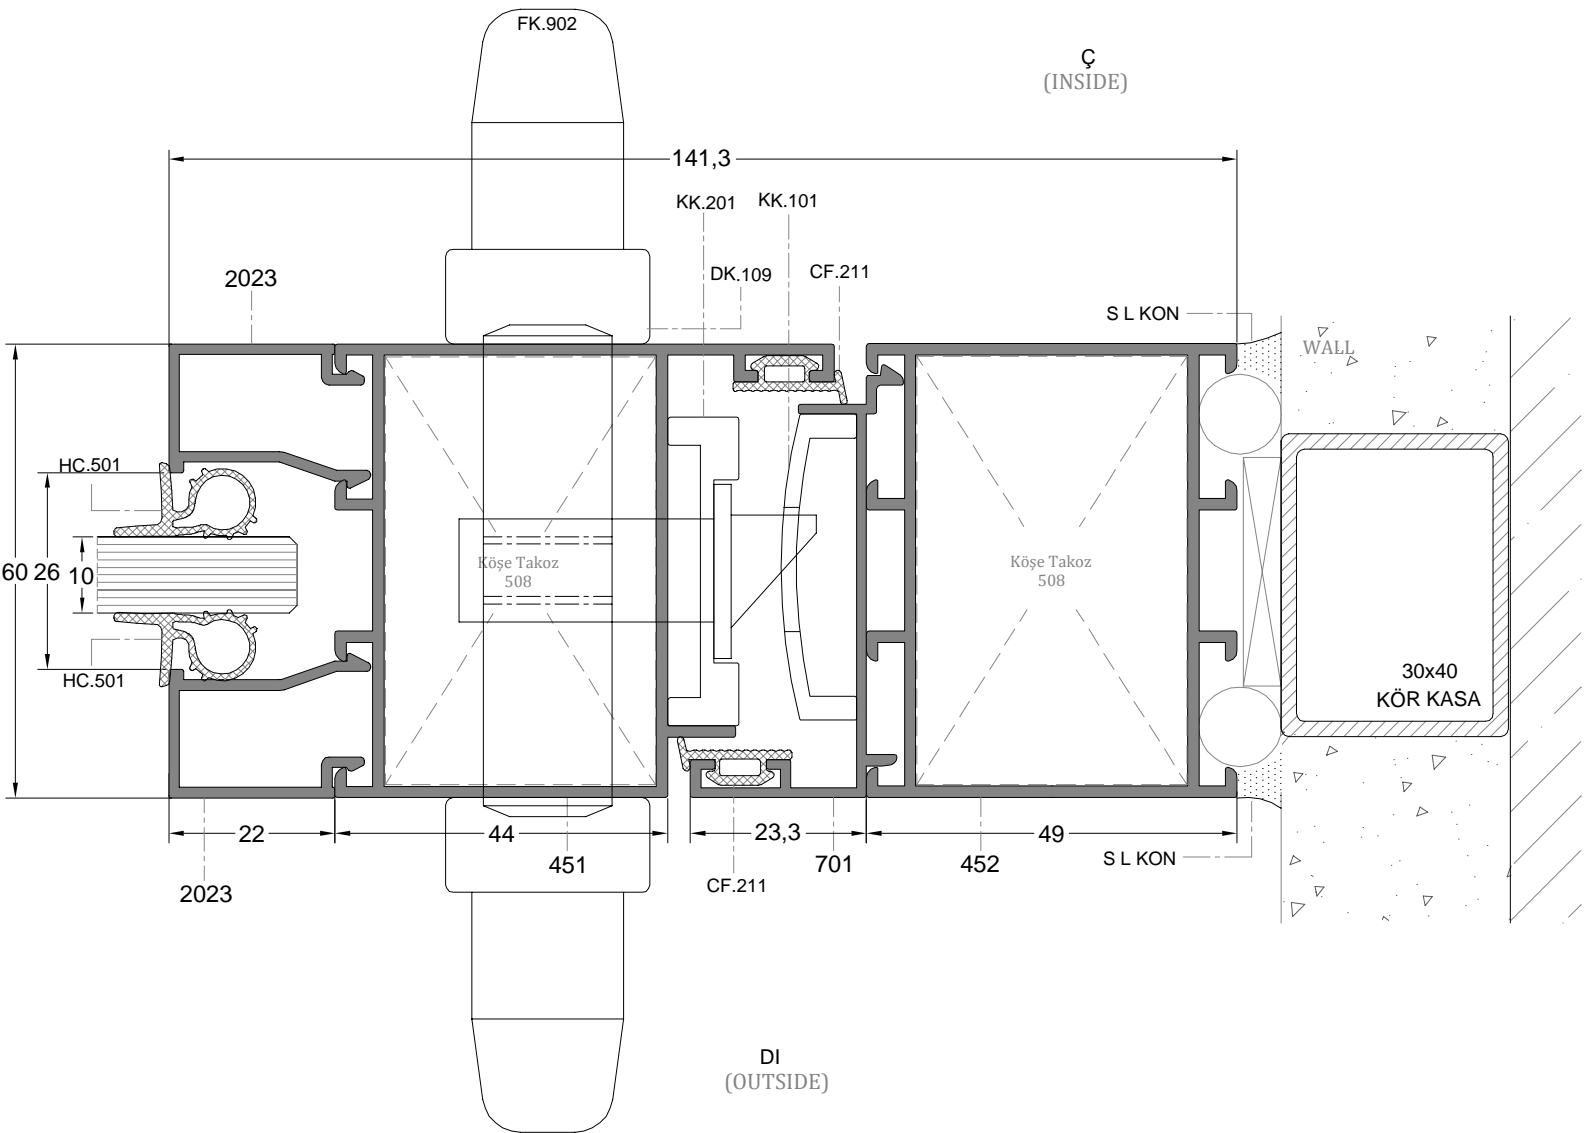 FK.902
Ç
(INSIDE)
141,3
KK.201
KK.101
DK.109
CF.211
2023
S L KON
WALL
HC.501
60
26
10
Köşe Takoz
508
Köşe Takoz
508
HC.501
30x40
KÖR KASA
22
44
23,3
49
451
701
452
S L KON
CF.211
2023
DI
(OUTSIDE)